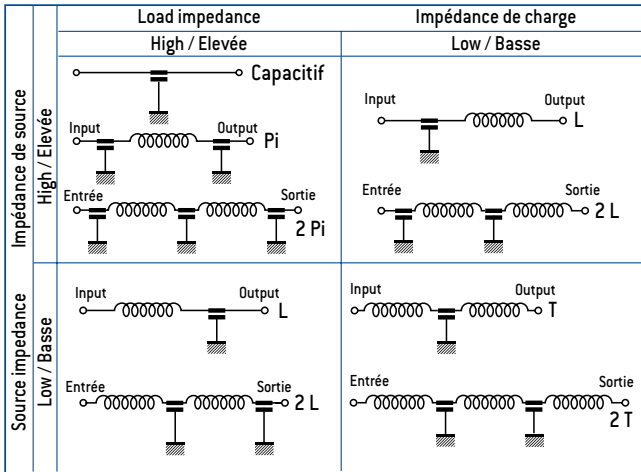 Load impedance
Impédance de charge
High / Elevée
Low / Basse
Impédance de source
High / Elevée
Capacitif
Input
Output
Pi
Entrée
Sortie
2 Pi
Input
Output
L
Entrée
Sortie
2 L
Source impedance
Low / Basse
Input
Output
L
Entrée
Sortie
2 L
Input
Output
T
Entrée
Sortie
2 T